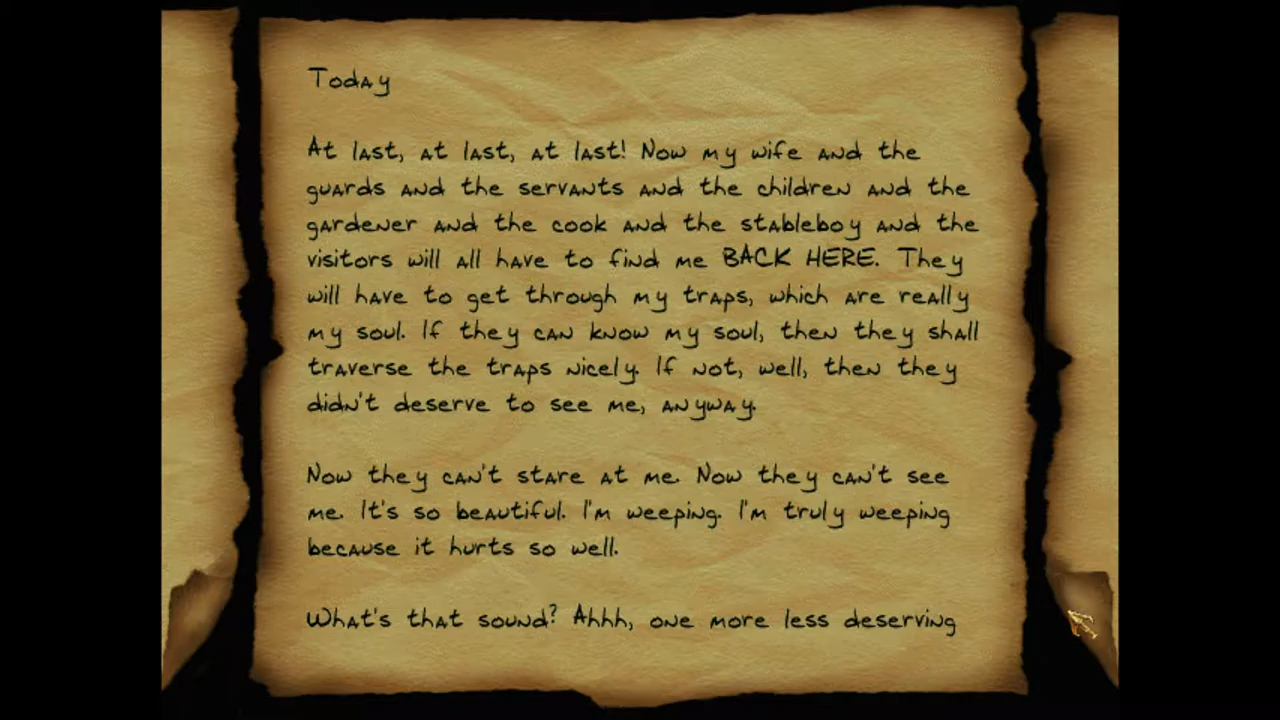 Today
At last, at last, at last! Now my wife and the
guards and the servants and the children and the
gardener and the cook and the stableboy and the
visitors will all have to find me BACK HERE. They
will have to get through my traps, which are really
my soul. If they can know my soul, then they shall
traverse the traps nicely. If not, well, then they
didn't deserve to see me, anyway.
Now they can't stare at me. Now they can't see
me. It's so beautiful. I'm weeping. I'm truly weeping
because it hurts so well.
What's that sound? Ahhh, one more less deserving